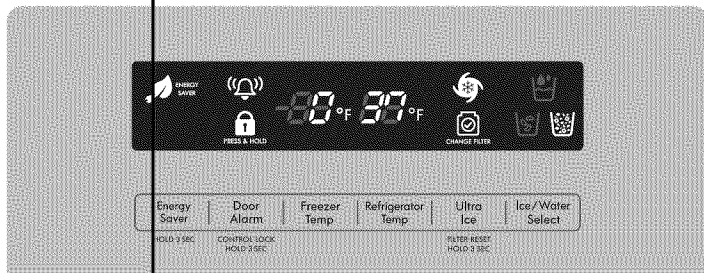 ENERGY
SAVER
0 °F 37 °F
PRESS & HOLD
CHANGE FILTER
Energy
Saver
Door
Alarm
Freezer
Temp
Refrigerator
Temp
Ultra
Ice
Ice/Water
Select
HOLD 3 SEC
CONTROL LOCK
HOLD 3 SEC
FILTER RESET
HOLD 3 SEC